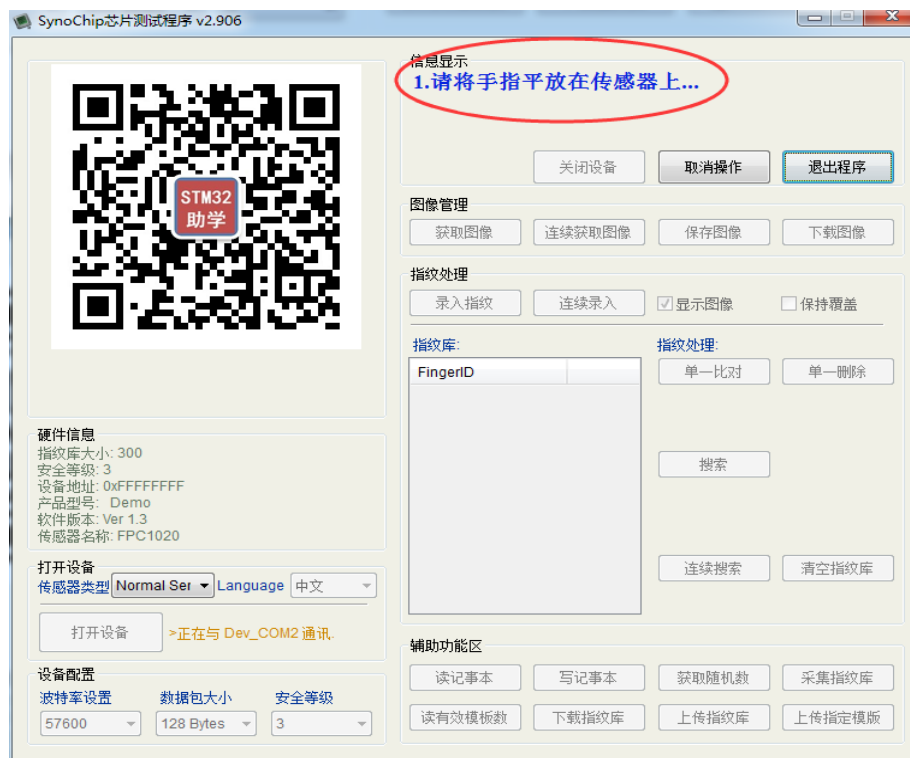 SynoChip芯片测试程序 v2.906
STM32
助学
信息显示
1.请将手指平放在传感器上...
关闭设备 取消操作 退出程序
图像管理
获取图像 连续获取图像 保存图像 下载图像
指纹处理
录入指纹 连续录入 显示图像 保持覆盖
指纹库: 指纹处理:
FingerID
单一比对 单一删除
搜索
连续搜索 清空指纹库
硬件信息
指纹库大小: 300
安全等级: 3
设备地址: 0xFFFFFFFF
产品型号: Demo
软件版本: Ver 1.3
传感器名称: FPC1020
打开设备
传感器类型 Normal Ser Language 中文
打开设备 >正在与 Dev_COM2 通讯.
设备配置
波特率设置 数据包大小 安全等级
57600 128 Bytes 3
辅助功能区
读记事本 写记事本 获取随机数 采集指纹库
读有效模板数 下载指纹库 上传指纹库 上传指定模版